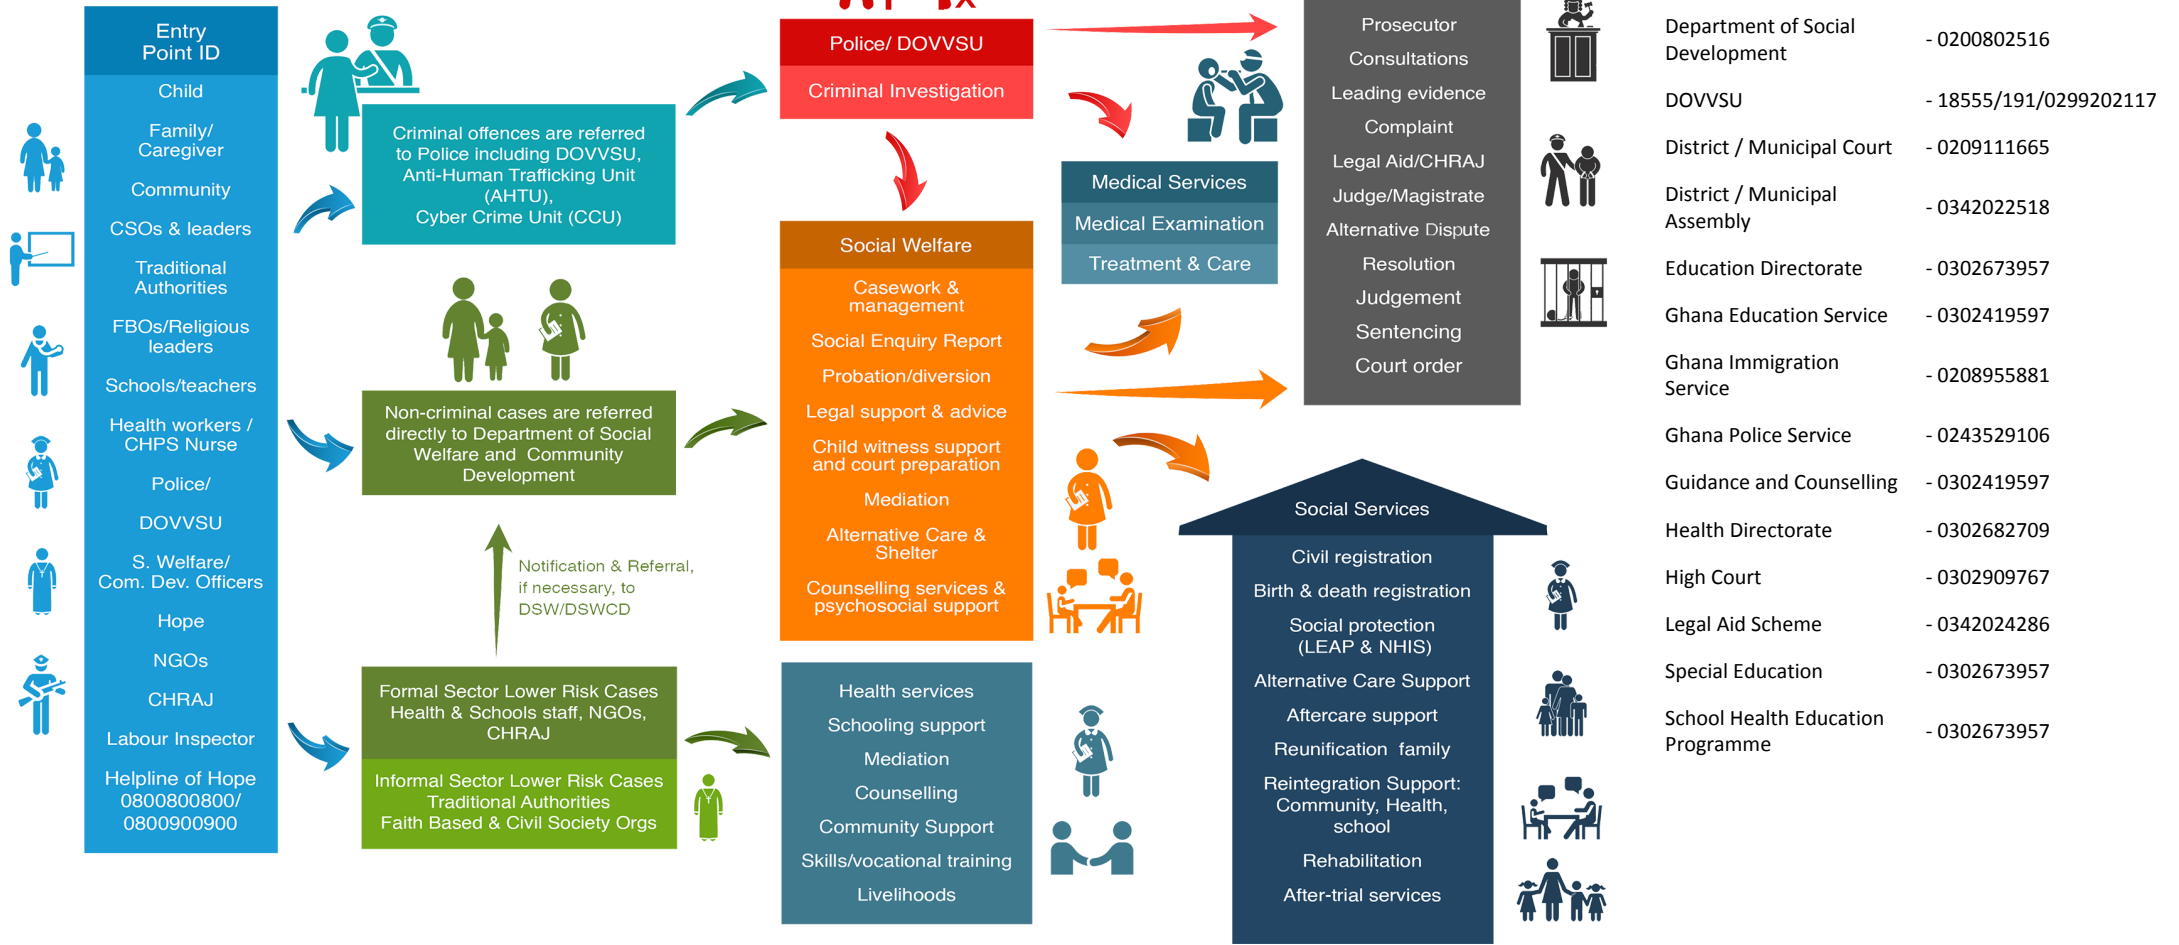 Entry
Point ID
Child
Family/
Caregiver
Community
CSOs & leaders
Traditional
Authorities
FBOs/Religious
leaders
Schools/teachers
Health workers /
CHPS Nurse
Police/
DOVVSU
S. Welfare/
Com. Dev. Officers
Hope
NGOs
CHRAJ
Labour Inspector
Helpline of Hope
0800800800/
0800900900
Criminal offences are referred
to Police including DOVVSU,
Anti-Human Trafficking Unit
(AHTU),
Cyber Crime Unit (CCU)
Non-criminal cases are referred
directly to Department of Social
Welfare and Community
Development
Notification & Referral,
if necessary, to
DSW/DSWCD
Formal Sector Lower Risk Cases
Health & Schools staff, NGOs,
CHRAJ
Informal Sector Lower Risk Cases
Traditional Authorities
Faith Based & Civil Society Orgs
Police/ DOVVSU
Criminal Investigation
Social Welfare
Casework &
management
Social Enquiry Report
Probation/diversion
Legal support & advice
Child witness support
and court preparation
Mediation
Alternative Care &
Shelter
Counselling services &
psychosocial support
Health services
Schooling support
Mediation
Counselling
Community Support
Skills/vocational training
Livelihoods
Medical Services
Medical Examination
Treatment & Care
Prosecutor
Consultations
Leading evidence
Complaint
Legal Aid/CHRAJ
Judge/Magistrate
Alternative Dispute
Resolution
Judgement
Sentencing
Court order
Social Services
Civil registration
Birth & death registration
Social protection
(LEAP & NHIS)
Alternative Care Support
Aftercare support
Reunification family
Reintegration Support:
Community, Health,
school
Rehabilitation
After-trial services
Department of Social
Development - 0200802516
DOVVSU - 18555/191/0299202117
District / Municipal Court - 0209111665
District / Municipal
Assembly - 0342022518
Education Directorate - 0302673957
Ghana Education Service - 0302419597
Ghana Immigration
Service - 0208955881
Ghana Police Service - 0243529106
Guidance and Counselling - 0302419597
Health Directorate - 0302682709
High Court - 0302909767
Legal Aid Scheme - 0342024286
Special Education - 0302673957
School Health Education
Programme - 0302673957